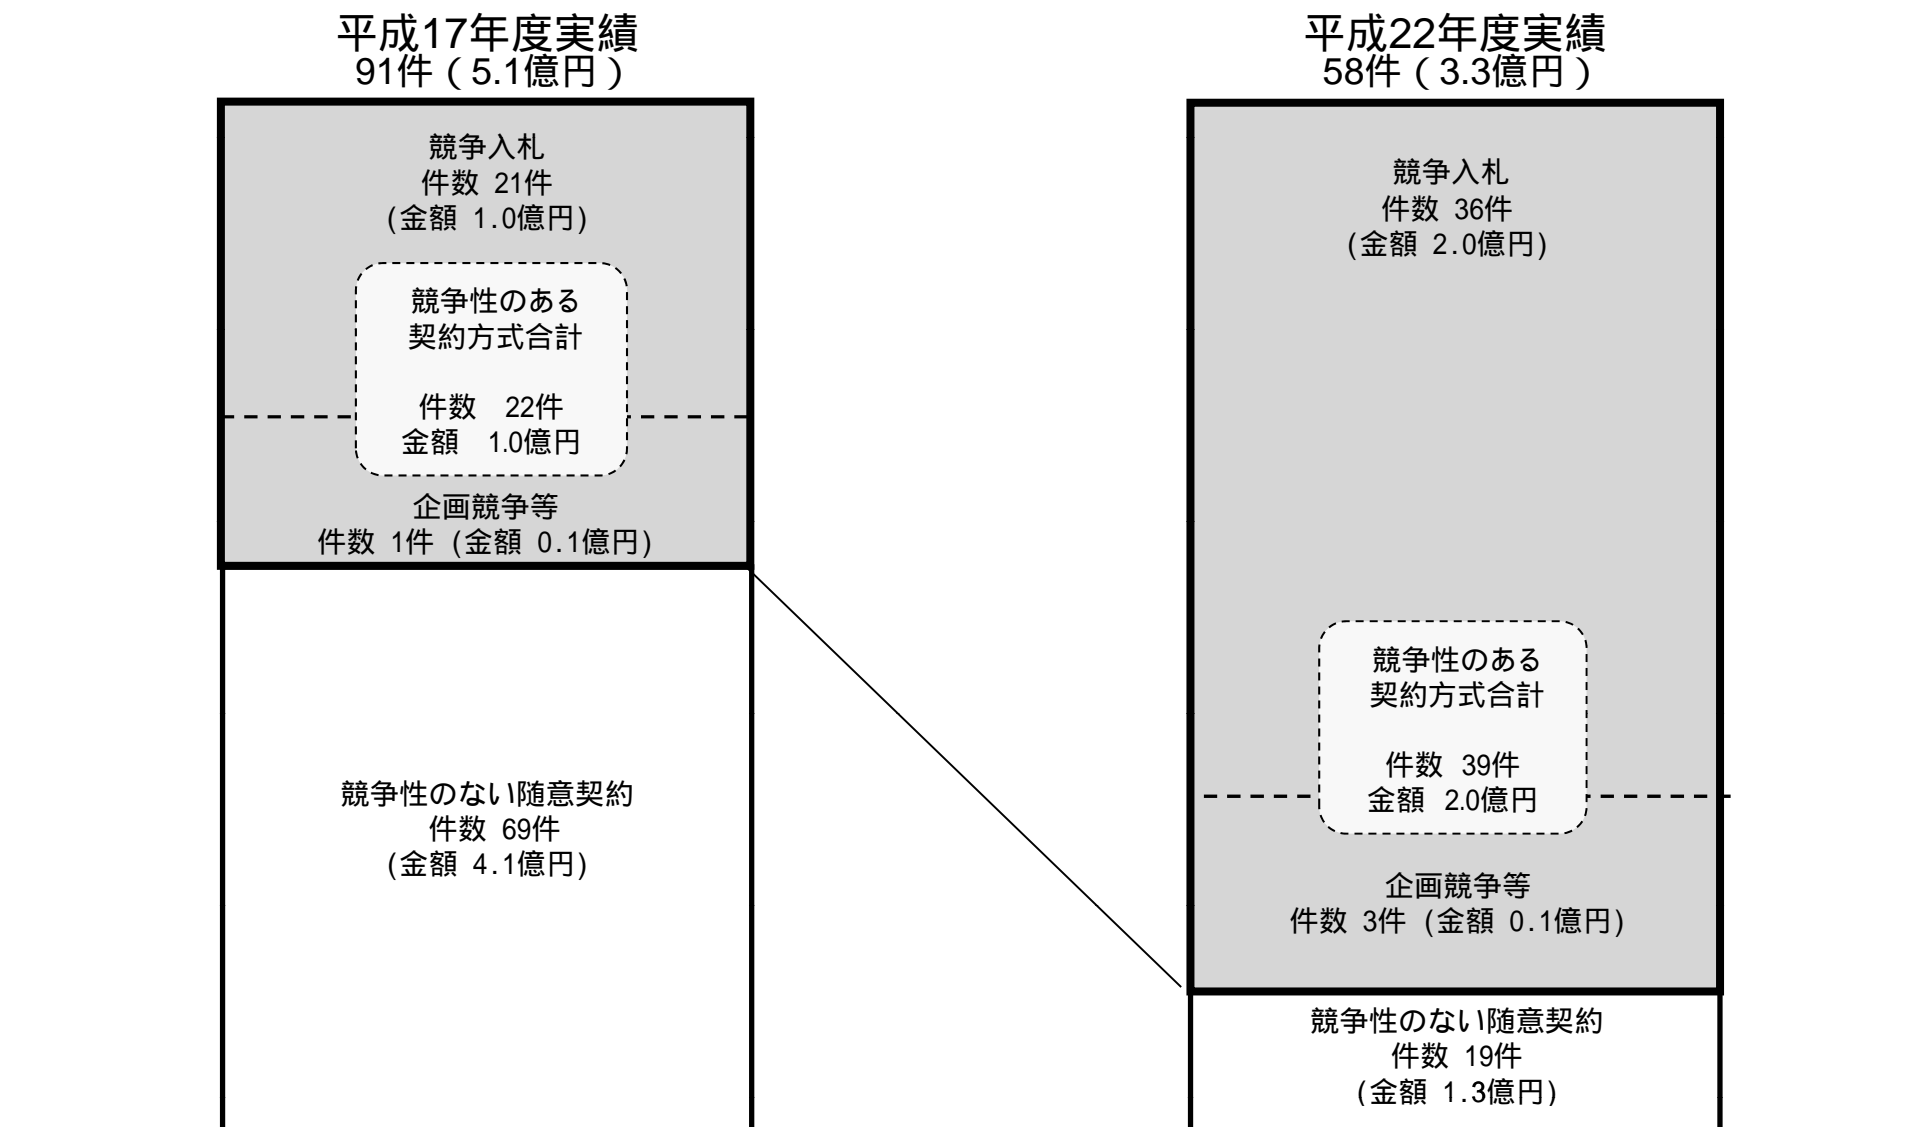 平成17年度実績
91件（5.1億円）
競争入札
件数 21件
(金額 1.0億円)
競争性のある
契約方式合計
件数　22件
金額　1.0億円
企画競争等
件数 1件 (金額 0.1億円)
競争性のない随意契約
件数 69件
(金額 4.1億円)
平成22年度実績
58件（3.3億円）
競争入札
件数 36件
(金額 2.0億円)
競争性のある
契約方式合計
件数 39件
金額 2.0億円
企画競争等
件数 3件 (金額 0.1億円)
競争性のない随意契約
件数 19件
(金額 1.3億円)